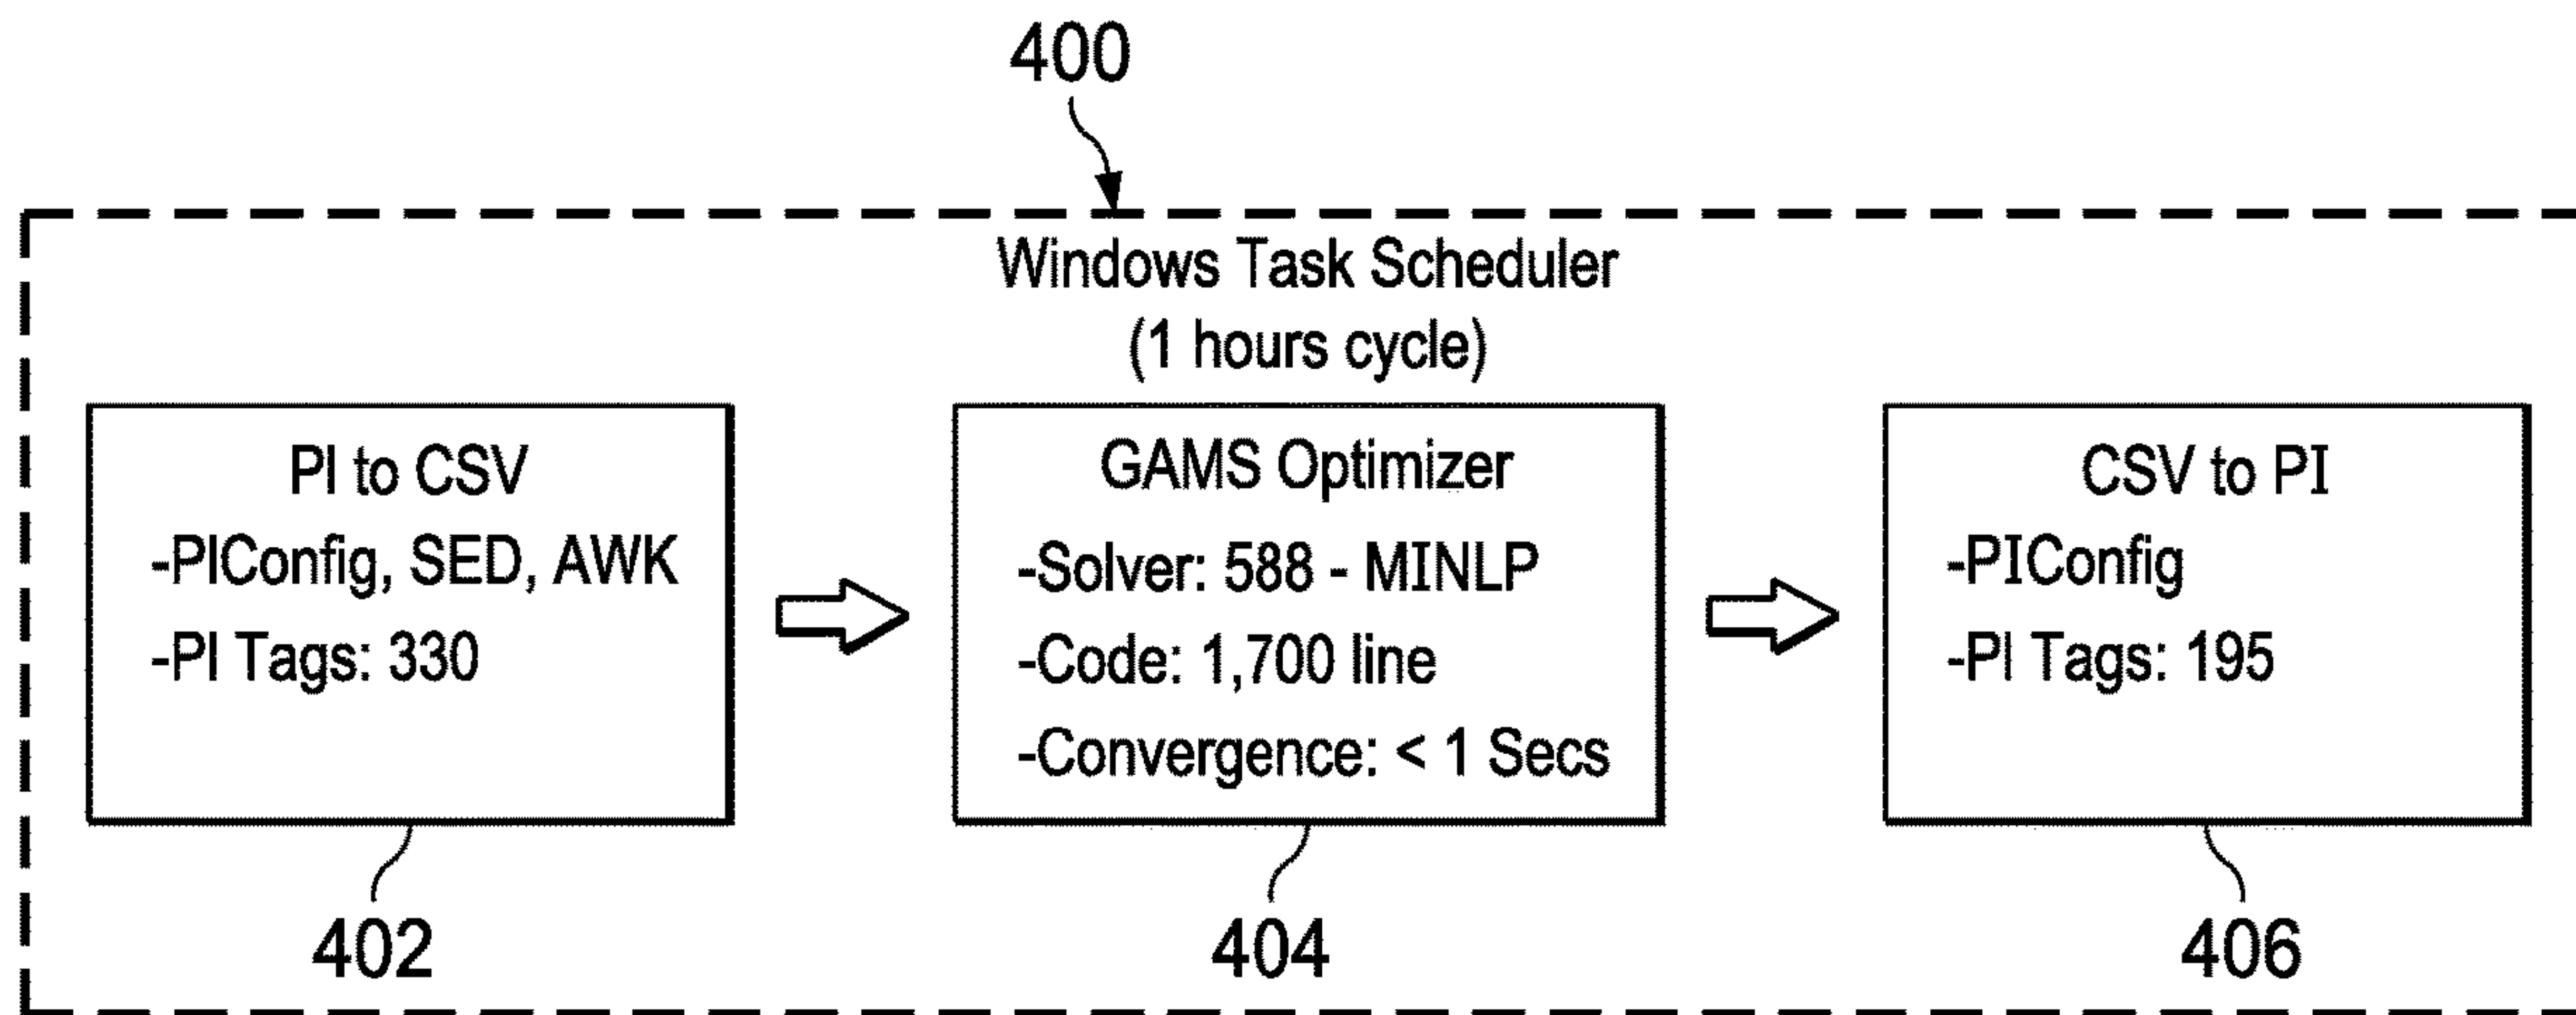 400
Windows Task Scheduler
(1 hours cycle)
PI to CSV
-PIConfig, SED, AWK
-PI Tags: 330
GAMS Optimizer
-Solver: 588 - MINLP
-Code: 1,700 line
-Convergence: < 1 Secs
CSV to PI
-PIConfig
-PI Tags: 195
402
404
406